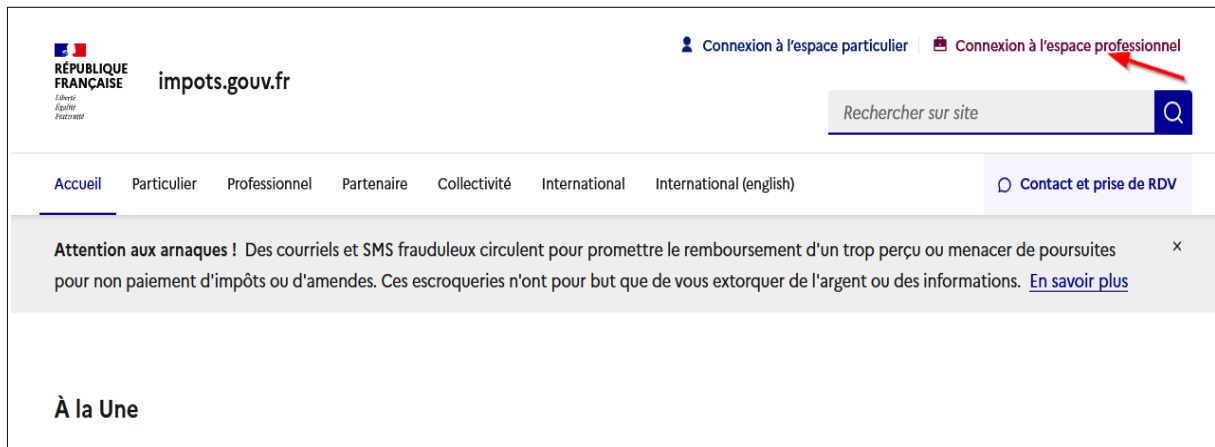 Connexion à l'espace particulier
Connexion à l'espace professionnel
RÉPUBLIQUE
FRANÇAISE
Liberté
Égalité
Fraternité
impots.gouv.fr
Rechercher sur site
Accueil
Particulier
Professionnel
Partenaire
Collectivité
International
International (english)
Contact et prise de RDV
Attention aux arnaques ! Des courriels et SMS frauduleux circulent pour promettre le remboursement d'un trop perçu ou menacer de poursuites
pour non paiement d'impôts ou d'amendes. Ces escroqueries n'ont pour but que de vous extorquer de l'argent ou des informations. En savoir plus
À la Une